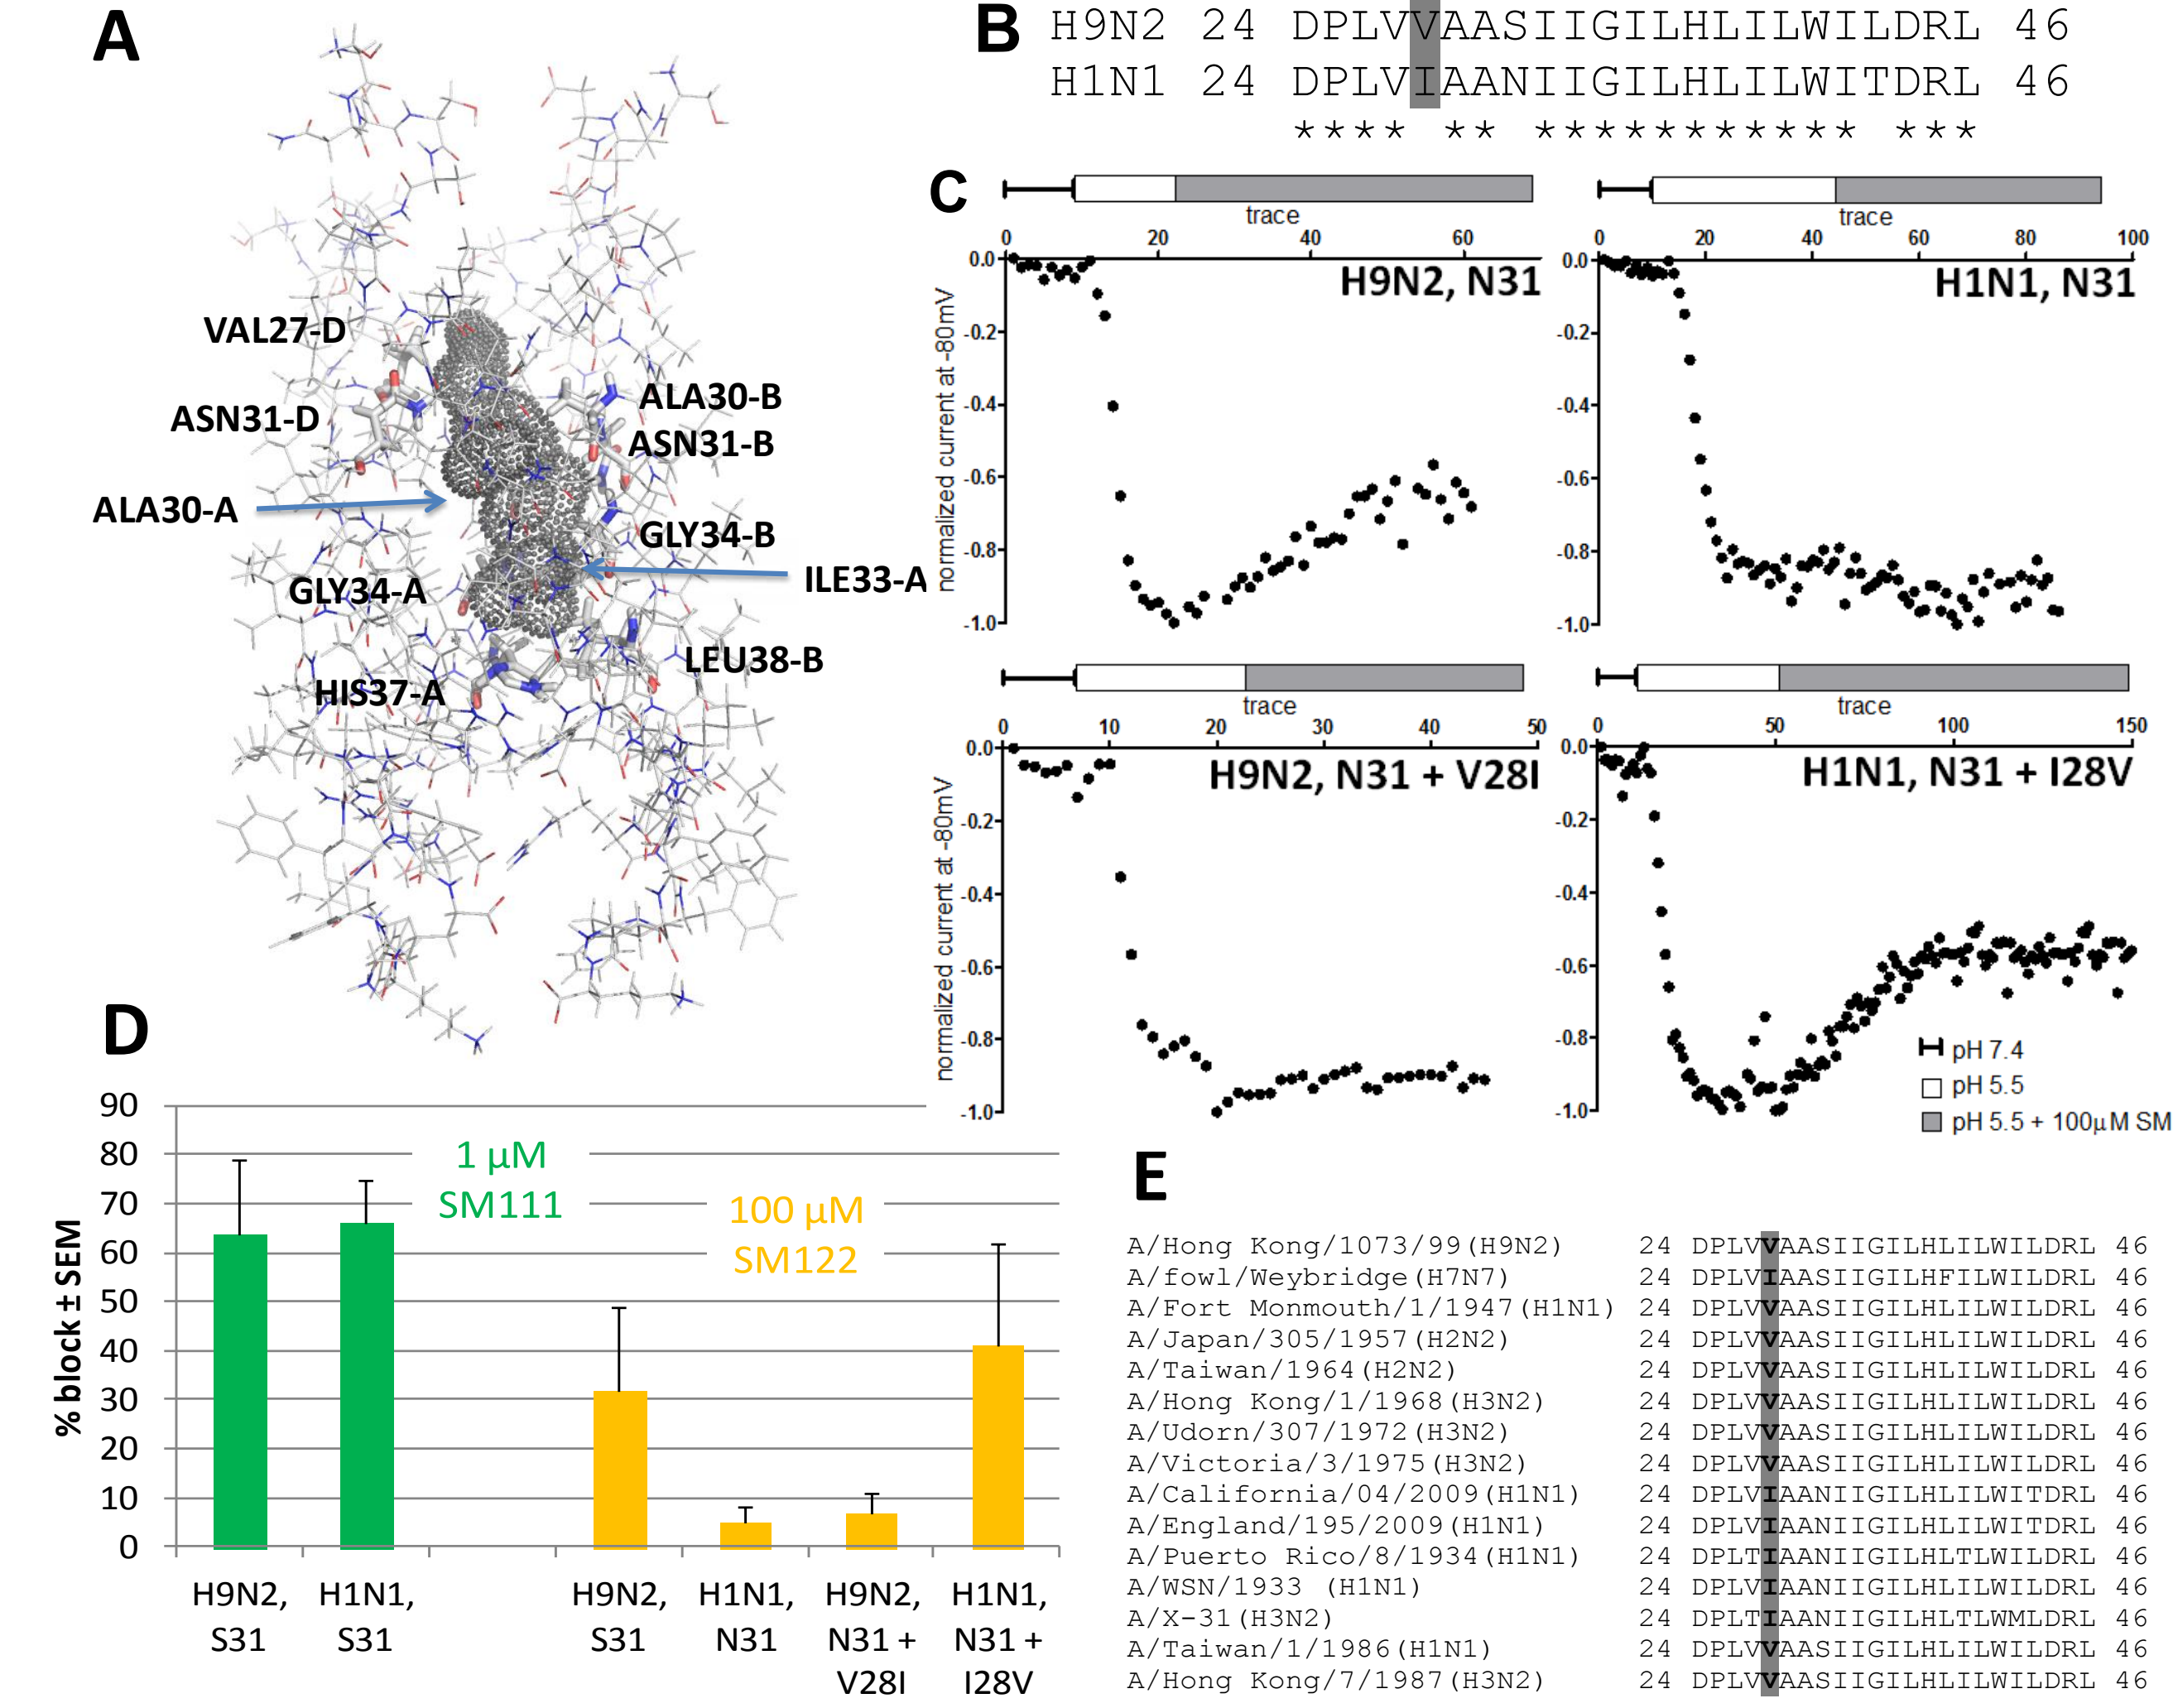 A
VAL27-D
ASN31-D
ALA30-A
GLY34-A
HIS37-A
ALA30-B
ASN31-B
GLY34-B
ILE33-A
LEU38-B
B
H9N2 24 DPLVVAASIIGILHLILWILDRL 46
H1N1 24 DPLVIAANIIGILHLILWITDRL 46
**** ** *********** ***
C
trace
0 20 40 60
H9N2, N31
normalized current at -80mV
0.0
-0.2
-0.4
-0.6
-0.8
-1.0
trace
0 20 40 60 80 100
H1N1, N31
0.0
-0.2
-0.4
-0.6
-0.8
-1.0
trace
0 10 20 30 40 50
H9N2, N31 + V28I
normalized current at -80mV
0.0
-0.2
-0.4
-0.6
-0.8
-1.0
trace
0 50 100 150
H1N1, N31 + I28V
0.0
-0.2
-0.4
-0.6
-0.8
-1.0
pH 7.4
pH 5.5
pH 5.5 + 100μM SM
D
% block ± SEM
90
80
70
60
50
40
30
20
10
0
1 μM
SM111
100 μM
SM122
H9N2, S31
H1N1, S31
H9N2, S31
H1N1, N31
H9N2, N31 + V28I
H1N1, N31 + I28V
E
A/Hong Kong/1073/99(H9N2) 24 DPLVVAASIIGILHLILWILDRL 46
A/fowl/Weybridge(H7N7) 24 DPLVIAASIIGILHFILWILDRL 46
A/Fort Monmouth/1/1947(H1N1) 24 DPLVVAASIIGILHLILWILDRL 46
A/Japan/305/1957(H2N2) 24 DPLVVAASIIGILHLILWILDRL 46
A/Taiwan/1964(H2N2) 24 DPLVVAASIIGILHLILWILDRL 46
A/Hong Kong/1/1968(H3N2) 24 DPLVVAASIIGILHLILWILDRL 46
A/Udorn/307/1972(H3N2) 24 DPLVVAASIIGILHLILWILDRL 46
A/Victoria/3/1975(H3N2) 24 DPLVVAASIIGILHLILWILDRL 46
A/California/04/2009(H1N1) 24 DPLVIAANIIGILHLILWITDRL 46
A/England/195/2009(H1N1) 24 DPLVIAANIIGILHLILWITDRL 46
A/Puerto Rico/8/1934(H1N1) 24 DPLTIAANIIGILHLTLWILDRL 46
A/WSN/1933 (H1N1) 24 DPLVIAANIIGILHLILWILDRL 46
A/X-31(H3N2) 24 DPLTIAANIIGILHLTLWMLDRL 46
A/Taiwan/1/1986(H1N1) 24 DPLVVAASIIGILHLILWILDRL 46
A/Hong Kong/7/1987(H3N2) 24 DPLVVAASIIGILHLILWILDRL 46